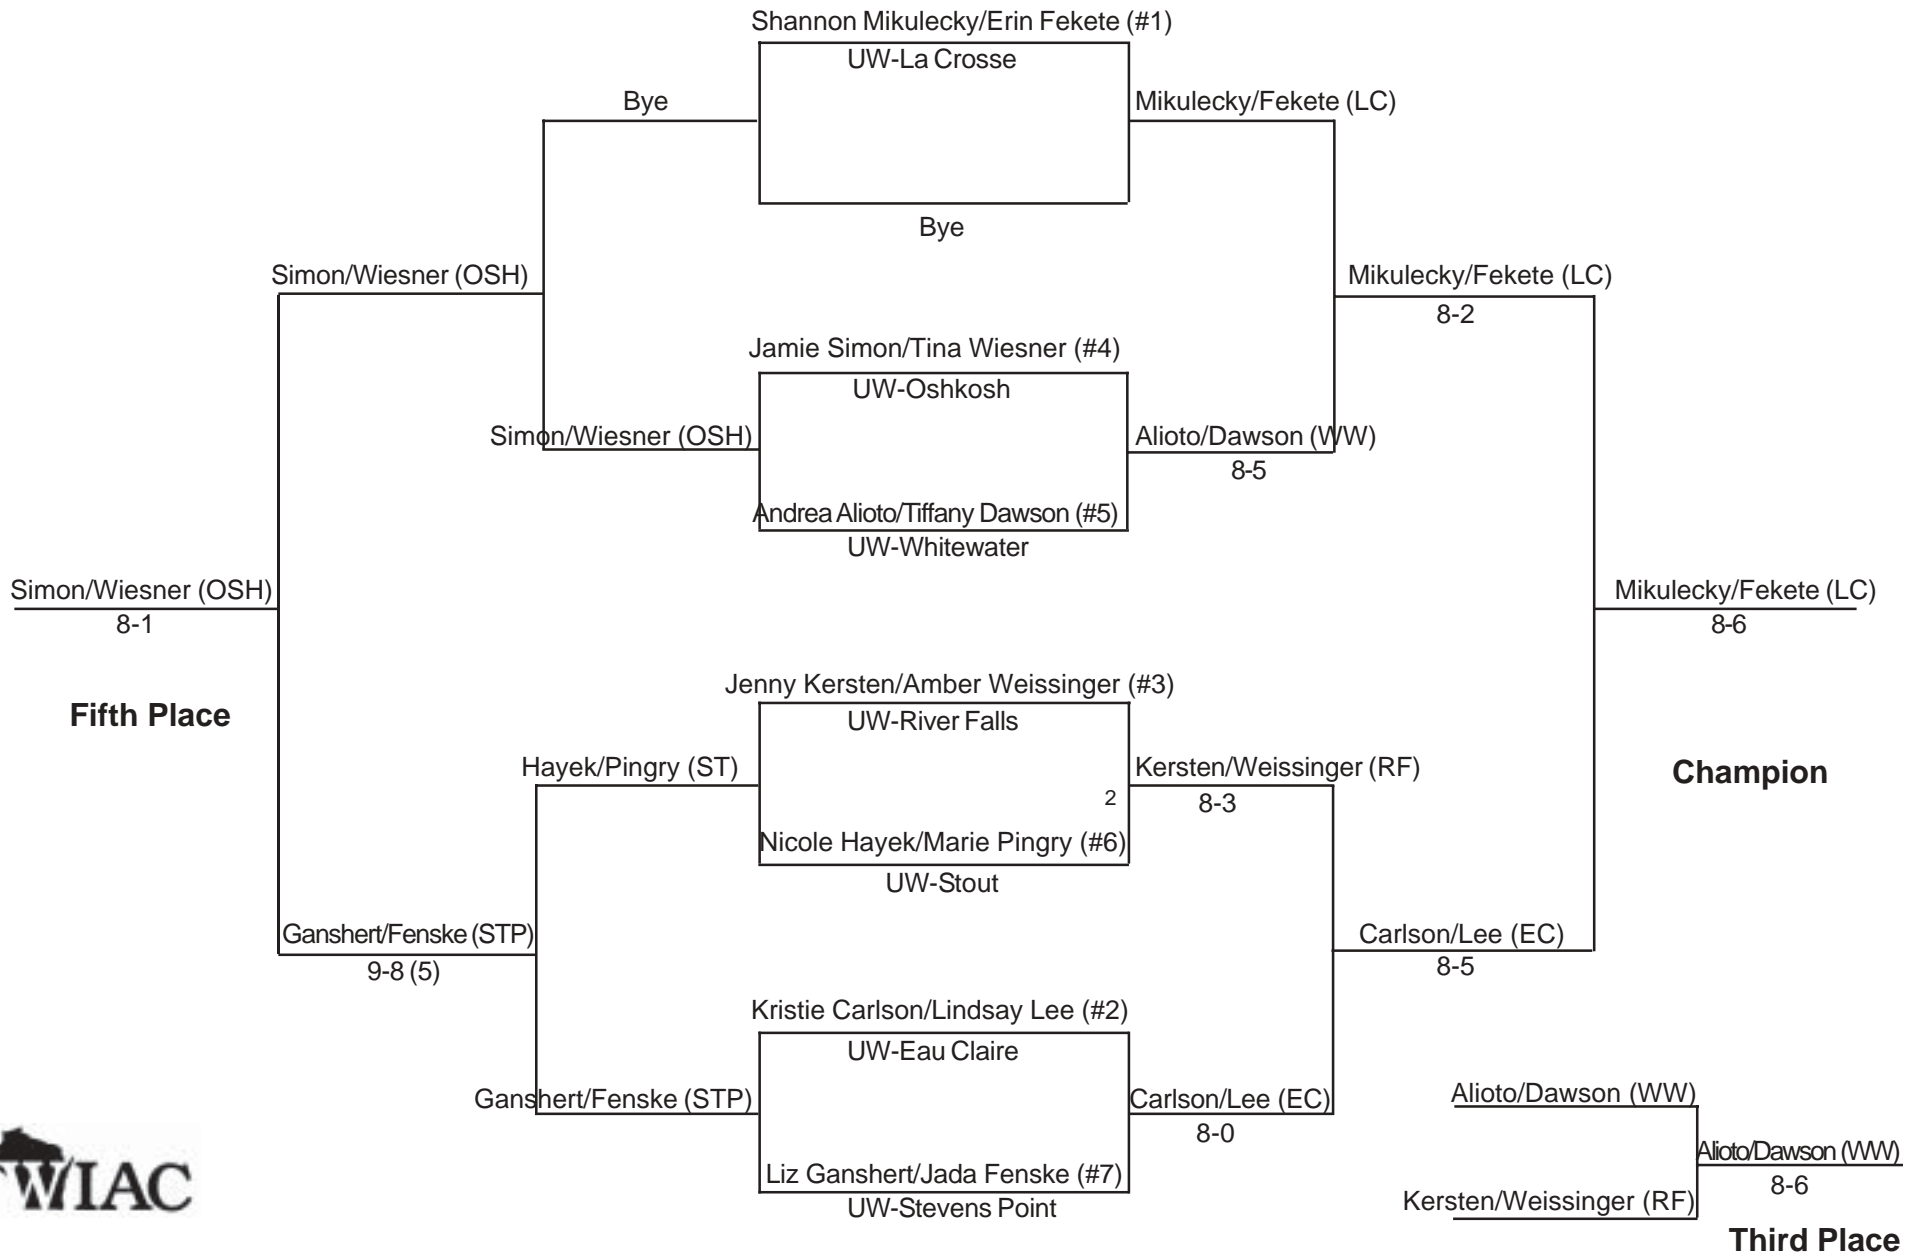 Shannon Mikulecky/Erin Fekete (#1)
UW-La Crosse
Bye
Mikulecky/Fekete (LC)
Bye
Simon/Wiesner (OSH)
Mikulecky/Fekete (LC)
8-2
Jamie Simon/Tina Wiesner (#4)
UW-Oshkosh
Simon/Wiesner (OSH)
Alioto/Dawson (WW)
8-5
Andrea Alioto/Tiffany Dawson (#5)
UW-Whitewater
Simon/Wiesner (OSH)
8-1
Mikulecky/Fekete (LC)
8-6
Jenny Kersten/Amber Weissinger (#3)
UW-River Falls
Fifth Place
Hayek/Pingry (ST)
Kersten/Weissinger (RF)
8-3
2
Champion
Nicole Hayek/Marie Pingry (#6)
UW-Stout
Ganshert/Fenske (STP)
9-8 (5)
Carlson/Lee (EC)
8-5
Kristie Carlson/Lindsay Lee (#2)
UW-Eau Claire
Ganshert/Fenske (STP)
Carlson/Lee (EC)
8-0
Liz Ganshert/Jada Fenske (#7)
UW-Stevens Point
Alioto/Dawson (WW)
Alioto/Dawson (WW)
8-6
Kersten/Weissinger (RF)
Third Place
WIAC